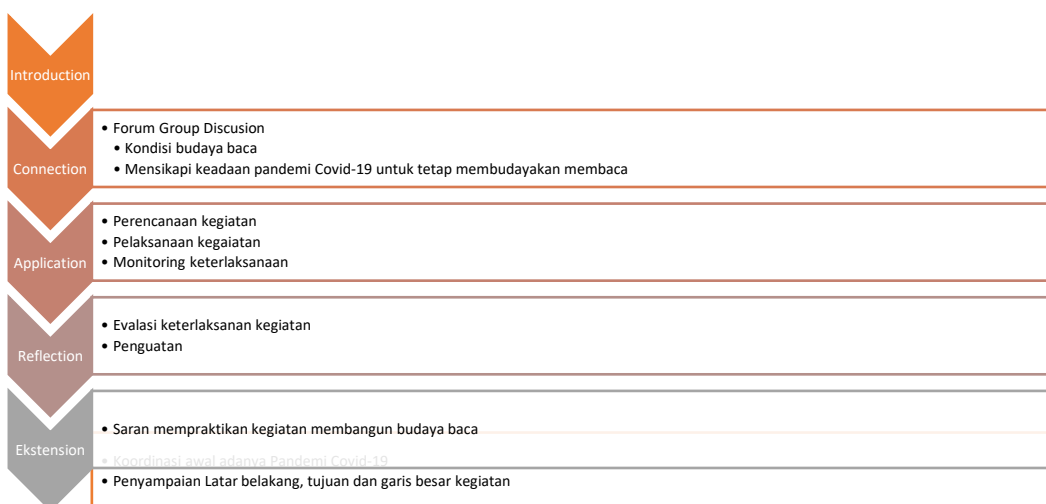 Introduction
Connection
• Forum Group Discusion
• Kondisi budaya baca
• Mensikapi keadaan pandemi Covid-19 untuk tetap membudayakan membaca
Application
• Perencanaan kegiatan
• Pelaksanaan kegaiatan
• Monitoring keterlaksanaan
Reflection
• Evalasi keterlaksanan kegiatan
• Penguatan
Ekstension
• Saran mempraktikan kegiatan membangun budaya baca
• Koordinasi awal adanya Pandemi Covid-19
• Penyampaian Latar belakang, tujuan dan garis besar kegiatan